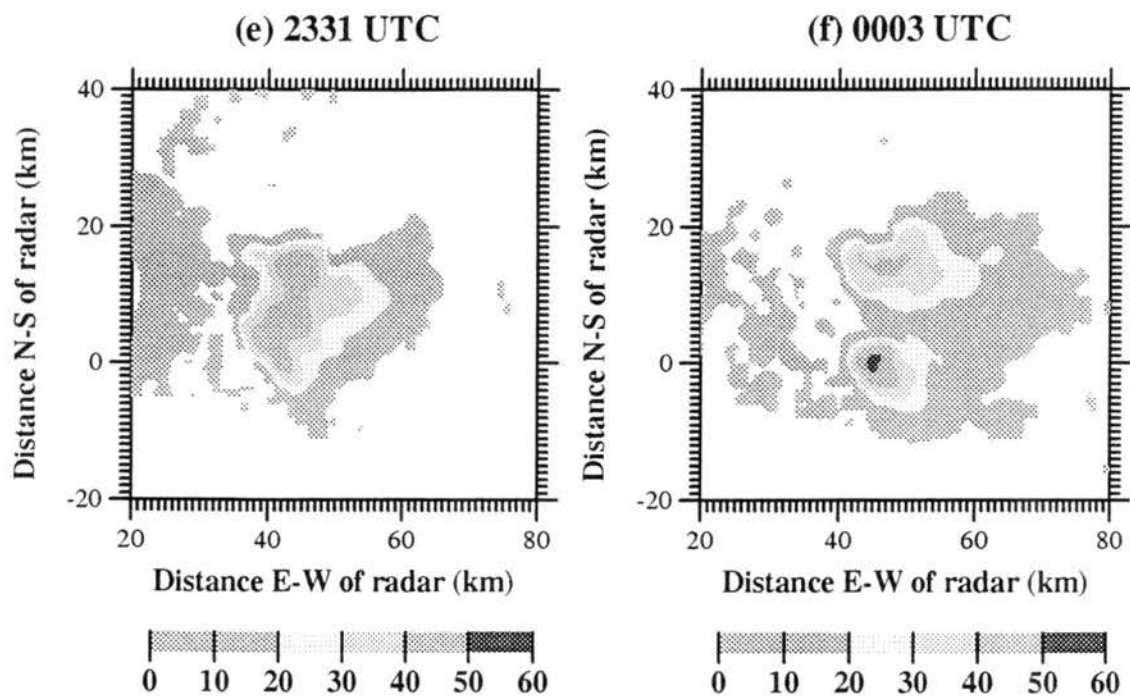 (e) 2331 UTC
(f) 0003 UTC
Distance N-S of radar (km)
40
20
0
-20
20 40 60 80
Distance E-W of radar (km)
0 10 20 30 40 50 60
Distance N-S of radar (km)
40
20
0
-20
20 40 60 80
Distance E-W of radar (km)
0 10 20 30 40 50 60